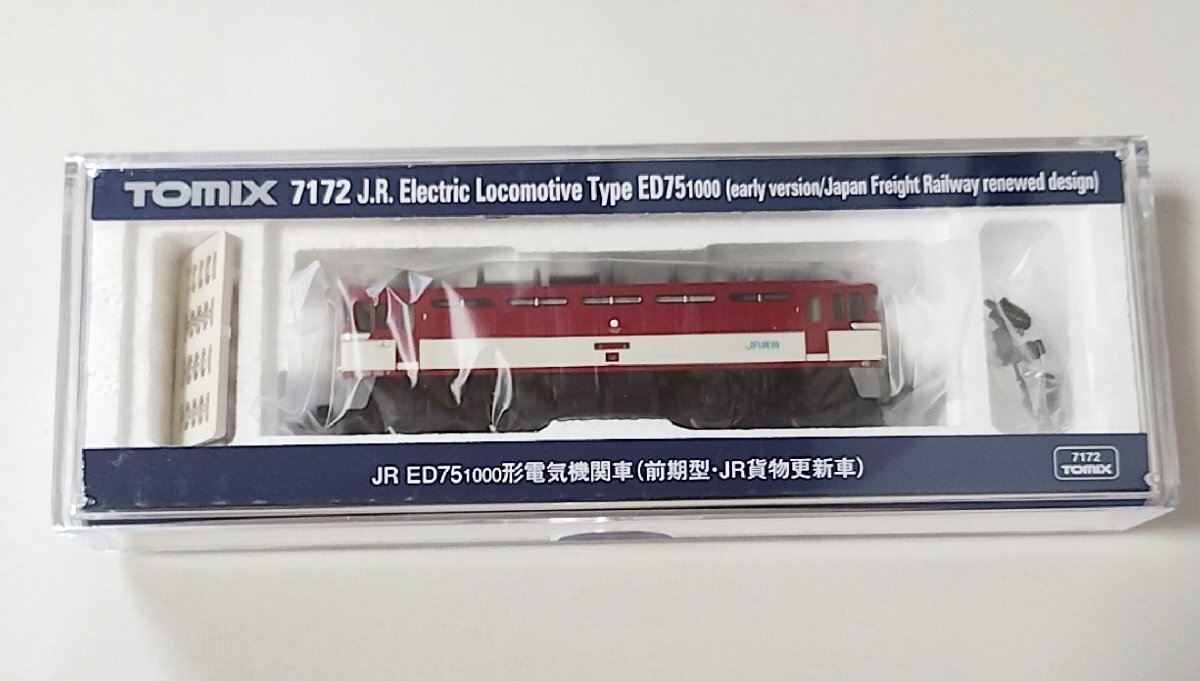 TOMIX 7172 J.R. Electric Locomotive Type ED751000 (early version/Japan Freight Railway renewed design)
JR貨物
JR ED751000形電気機関車(前期型・JR貨物更新車)
7172
TOMIX